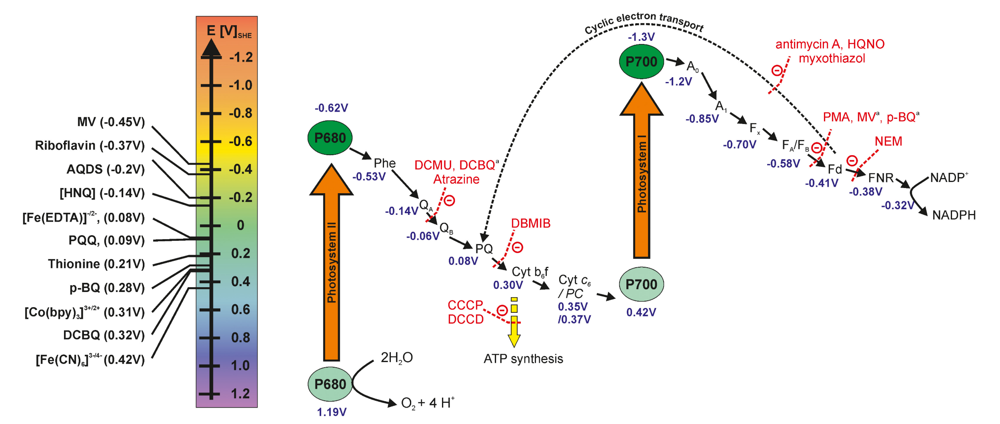 E [V]SHE
-1.2
-1.0
-0.8
-0.6
-0.4
-0.2
0
0.2
0.4
0.6
0.8
1.0
1.2
MV (-0.45V)
Riboflavin (-0.37V)
AQDS (-0.2V)
[HNQ] (-0.14V)
[Fe(EDTA)]-/2-, (0.08V)
PQQ, (0.09V)
Thionine (0.21V)
p-BQ (0.28V)
[Co(bpy)3]3+/2+ (0.31V)
DCBQ (0.32V)
[Fe(CN)6]3-/4- (0.42V)
-0.62V
P680
Photosystem II
P680
1.19V
2H2O
O2 + 4 H+
Phe
-0.53V
DCMU, DCBQa
Atrazine
QA
-0.14V
QB
-0.06V
PQ
0.08V
DBMIB
Cyt b6f
0.30V
CCCP
DCCD
ATP synthesis
Cyt c6
/ PC
0.35V
/0.37V
Cyclic electron transport
-1.3V
P700
Photosystem I
P700
0.42V
A0
-1.2V
A1
-0.85V
Fx
-0.70V
FA/FB
-0.58V
antimycin A, HQNO
myxothiazol
PMA, MVa, p-BQa
NEM
Fd
-0.41V
FNR
-0.38V
NADP+
-0.32V
NADPH